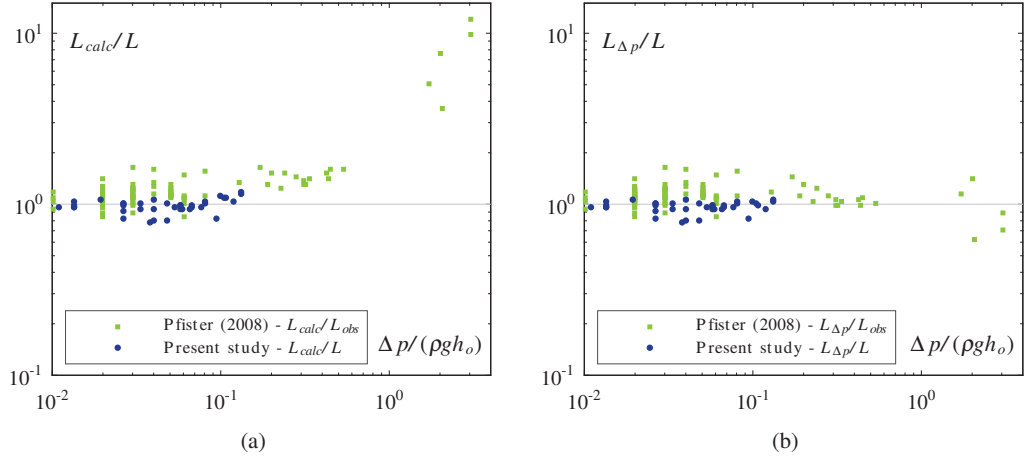 10^1
L_calc/L
10^0
Pfister (2008) - L_calc/L_obs
Present study - L_calc/L
Δp/(ρgh_o)
10^-1
10^-2
10^-1
10^0
(a)
10^1
L_Δp/L
10^0
Pfister (2008) - L_Δp/L_obs
Present study - L_Δp/L
Δp/(ρgh_o)
10^-1
10^-2
10^-1
10^0
(b)